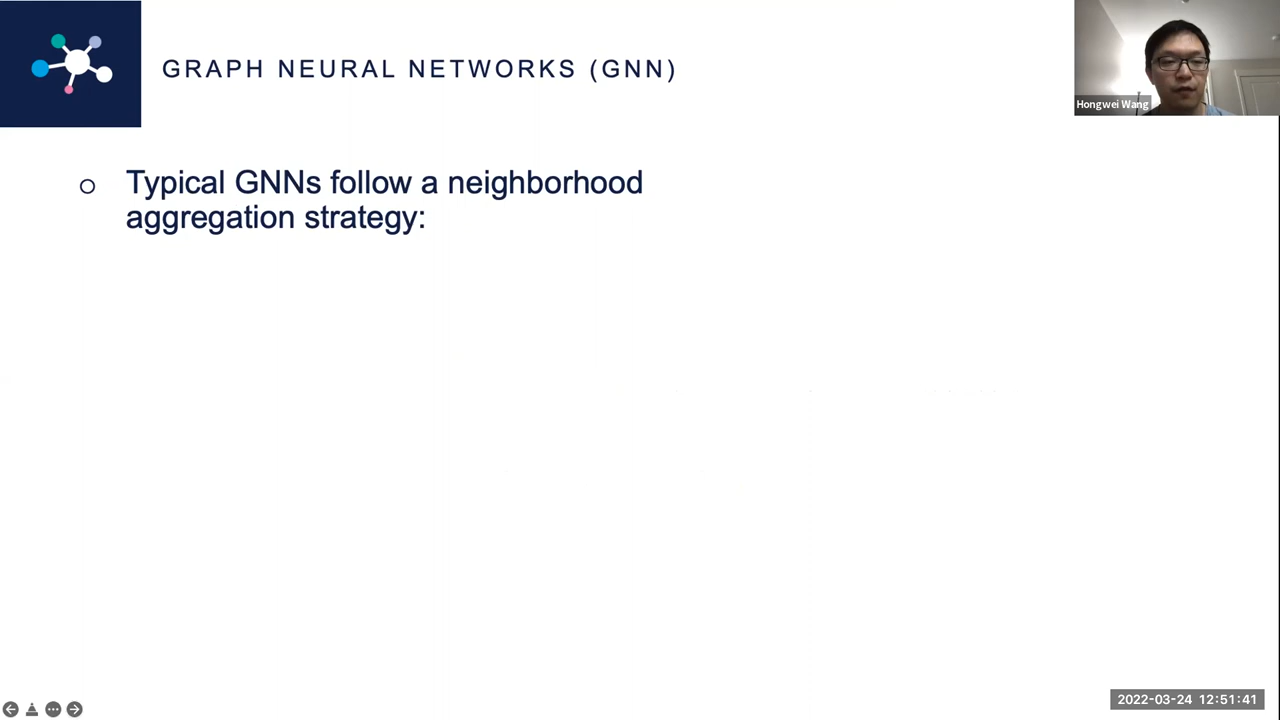 GRAPH NEURAL NETWORKS (GNN)
Hongwei Wang
Typical GNNs follow a neighborhood
aggregation strategy:
2022-03-24 12:51:41